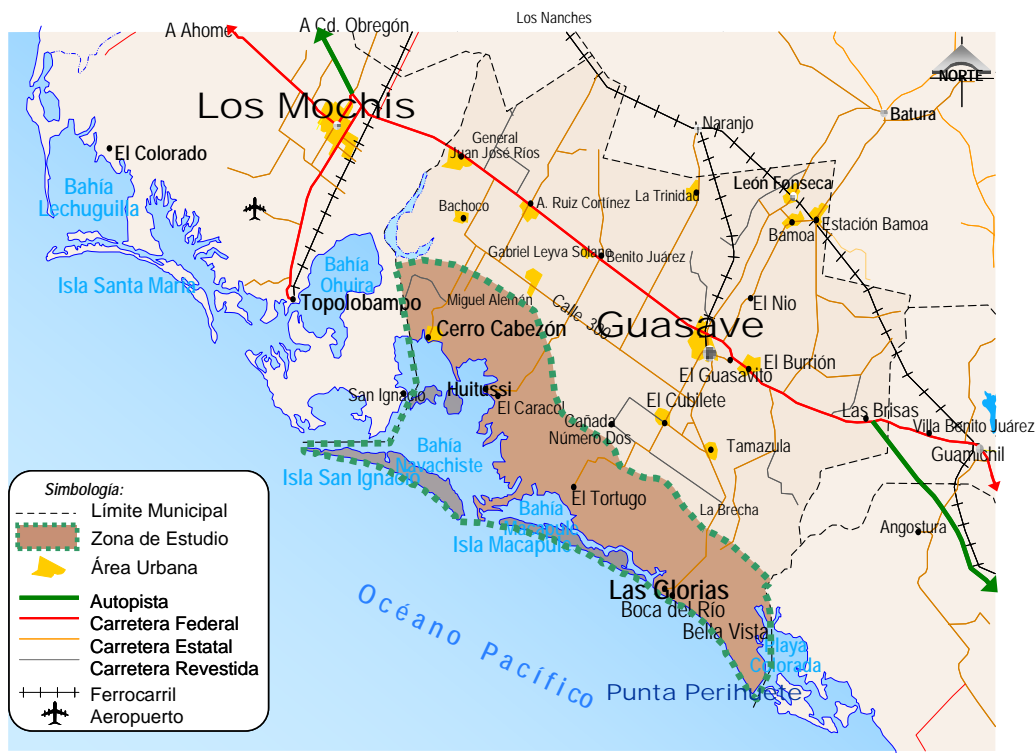 Los Nanches
A Cd. Obregón
A Ahome
NORTE
Los Mochis
Batura
Naranjo
General
Juan José Ríos
El Colorado
Bahía
Lechuguilla
León Fonseca
La Trinidad
A. Ruiz Cortínez
Bachoco
Bamoa
Estación Bamoa
Gabriel Leyva Solano
Benito Juárez
Bahía
Ohuira
Isla Santa María
Topolobampo
Miguel Alemán
Calle 300
El Nio
Cerro Cabezón
Guasave
El Burrión
El Guasavito
San Ignacio
Huitussi
El Caracol
El Cubilete
Cañada
Número Dos
Las Brisas
Villa Benito Juárez
Guamichil
Bahía
Navachiste
Tamazula
Isla San Ignacio
El Tortugo
La Brecha
Bahía
Macapule
Isla Macapule
Angostura
Las Glorias
Boca del Río
Bella Vista
Playa
Colorada
Punta Perihuete
Océano Pacífico
Simbología:
Límite Municipal
Zona de Estudio
Área Urbana
Autopista
Carretera Federal
Carretera Estatal
Carretera Revestida
Ferrocarril
Aeropuerto